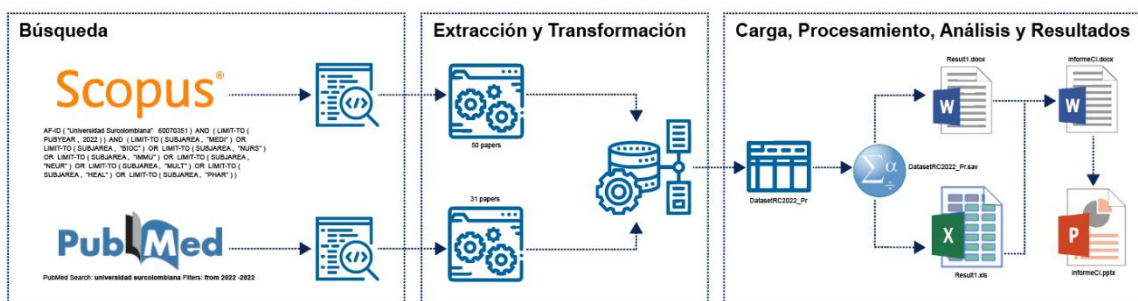 Búsqueda
Scopus®
AF-ID ( "Universidad Surcolombiana" 60070351 ) AND ( LIMIT-TO (
PUBYEAR , 2022 ) ) AND ( LIMIT-TO ( SUBJAREA , "MEDI" ) OR
LIMIT-TO ( SUBJAREA , "BIOC" ) OR LIMIT-TO ( SUBJAREA , "NURS" )
OR LIMIT-TO ( SUBJAREA , "IMMU" ) OR LIMIT-TO ( SUBJAREA ,
"NEUR" ) OR LIMIT-TO ( SUBJAREA , "MULT" ) OR LIMIT-TO (
SUBJAREA , "HEAL" ) OR LIMIT-TO ( SUBJAREA , "PHAR" ) )
PubMed
PubMed Search: universidad surcolombiana Filters: from 2022 -2022
Extracción y Transformación
50 papers
31 papers
Carga, Procesamiento, Análisis y Resultados
DatasetRC2022_Pr
Σ α ÷
DatasetRC2022_Pr.sav
Result1.docx
W
InformeCI.docx
W
X
Result1.xls
P
InformeCI.pptx